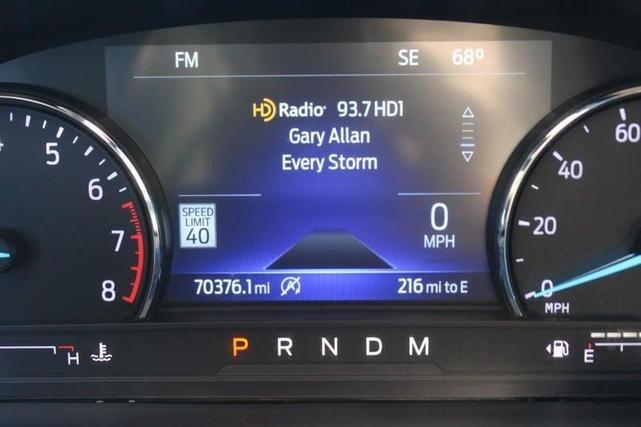 FM SE 68°
HD Radio 93.7 HD1
Gary Allan
Every Storm
SPEED
LIMIT
40
0
MPH
70376.1 mi 216 mi to E
5
6
7
8
60
40
20
0
MPH
H P R N D M E